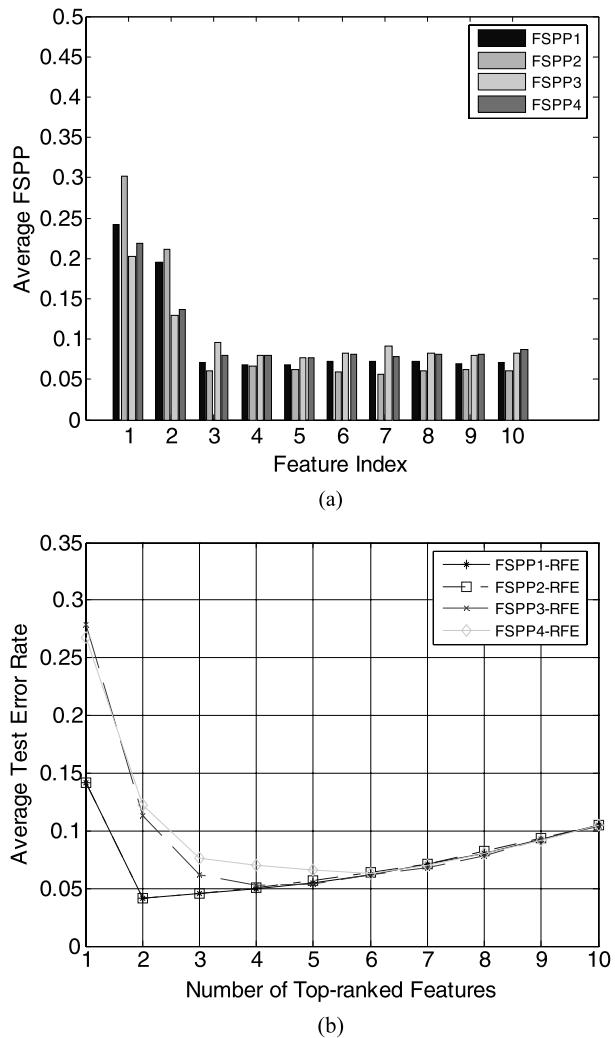 0.5
0.45
0.4
0.35
0.3
0.25
0.2
0.15
0.1
0.05
0
Average FSPP
FSPP1
FSPP2
FSPP3
FSPP4
1 2 3 4 5 6 7 8 9 10
Feature Index
(a)
0.35
0.3
0.25
0.2
0.15
0.1
0.05
0
Average Test Error Rate
FSPP1-RFE
FSPP2-RFE
FSPP3-RFE
FSPP4-RFE
1 2 3 4 5 6 7 8 9 10
Number of Top-ranked Features
(b)